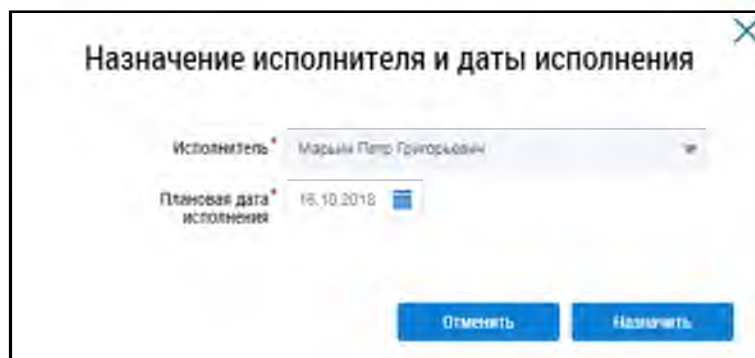 Назначение исполнителя и даты исполнения
Исполнитель*
Марьин Петр Григорьевич
Плановая дата*
исполнения
16.10.2018
Отменить
Назначить